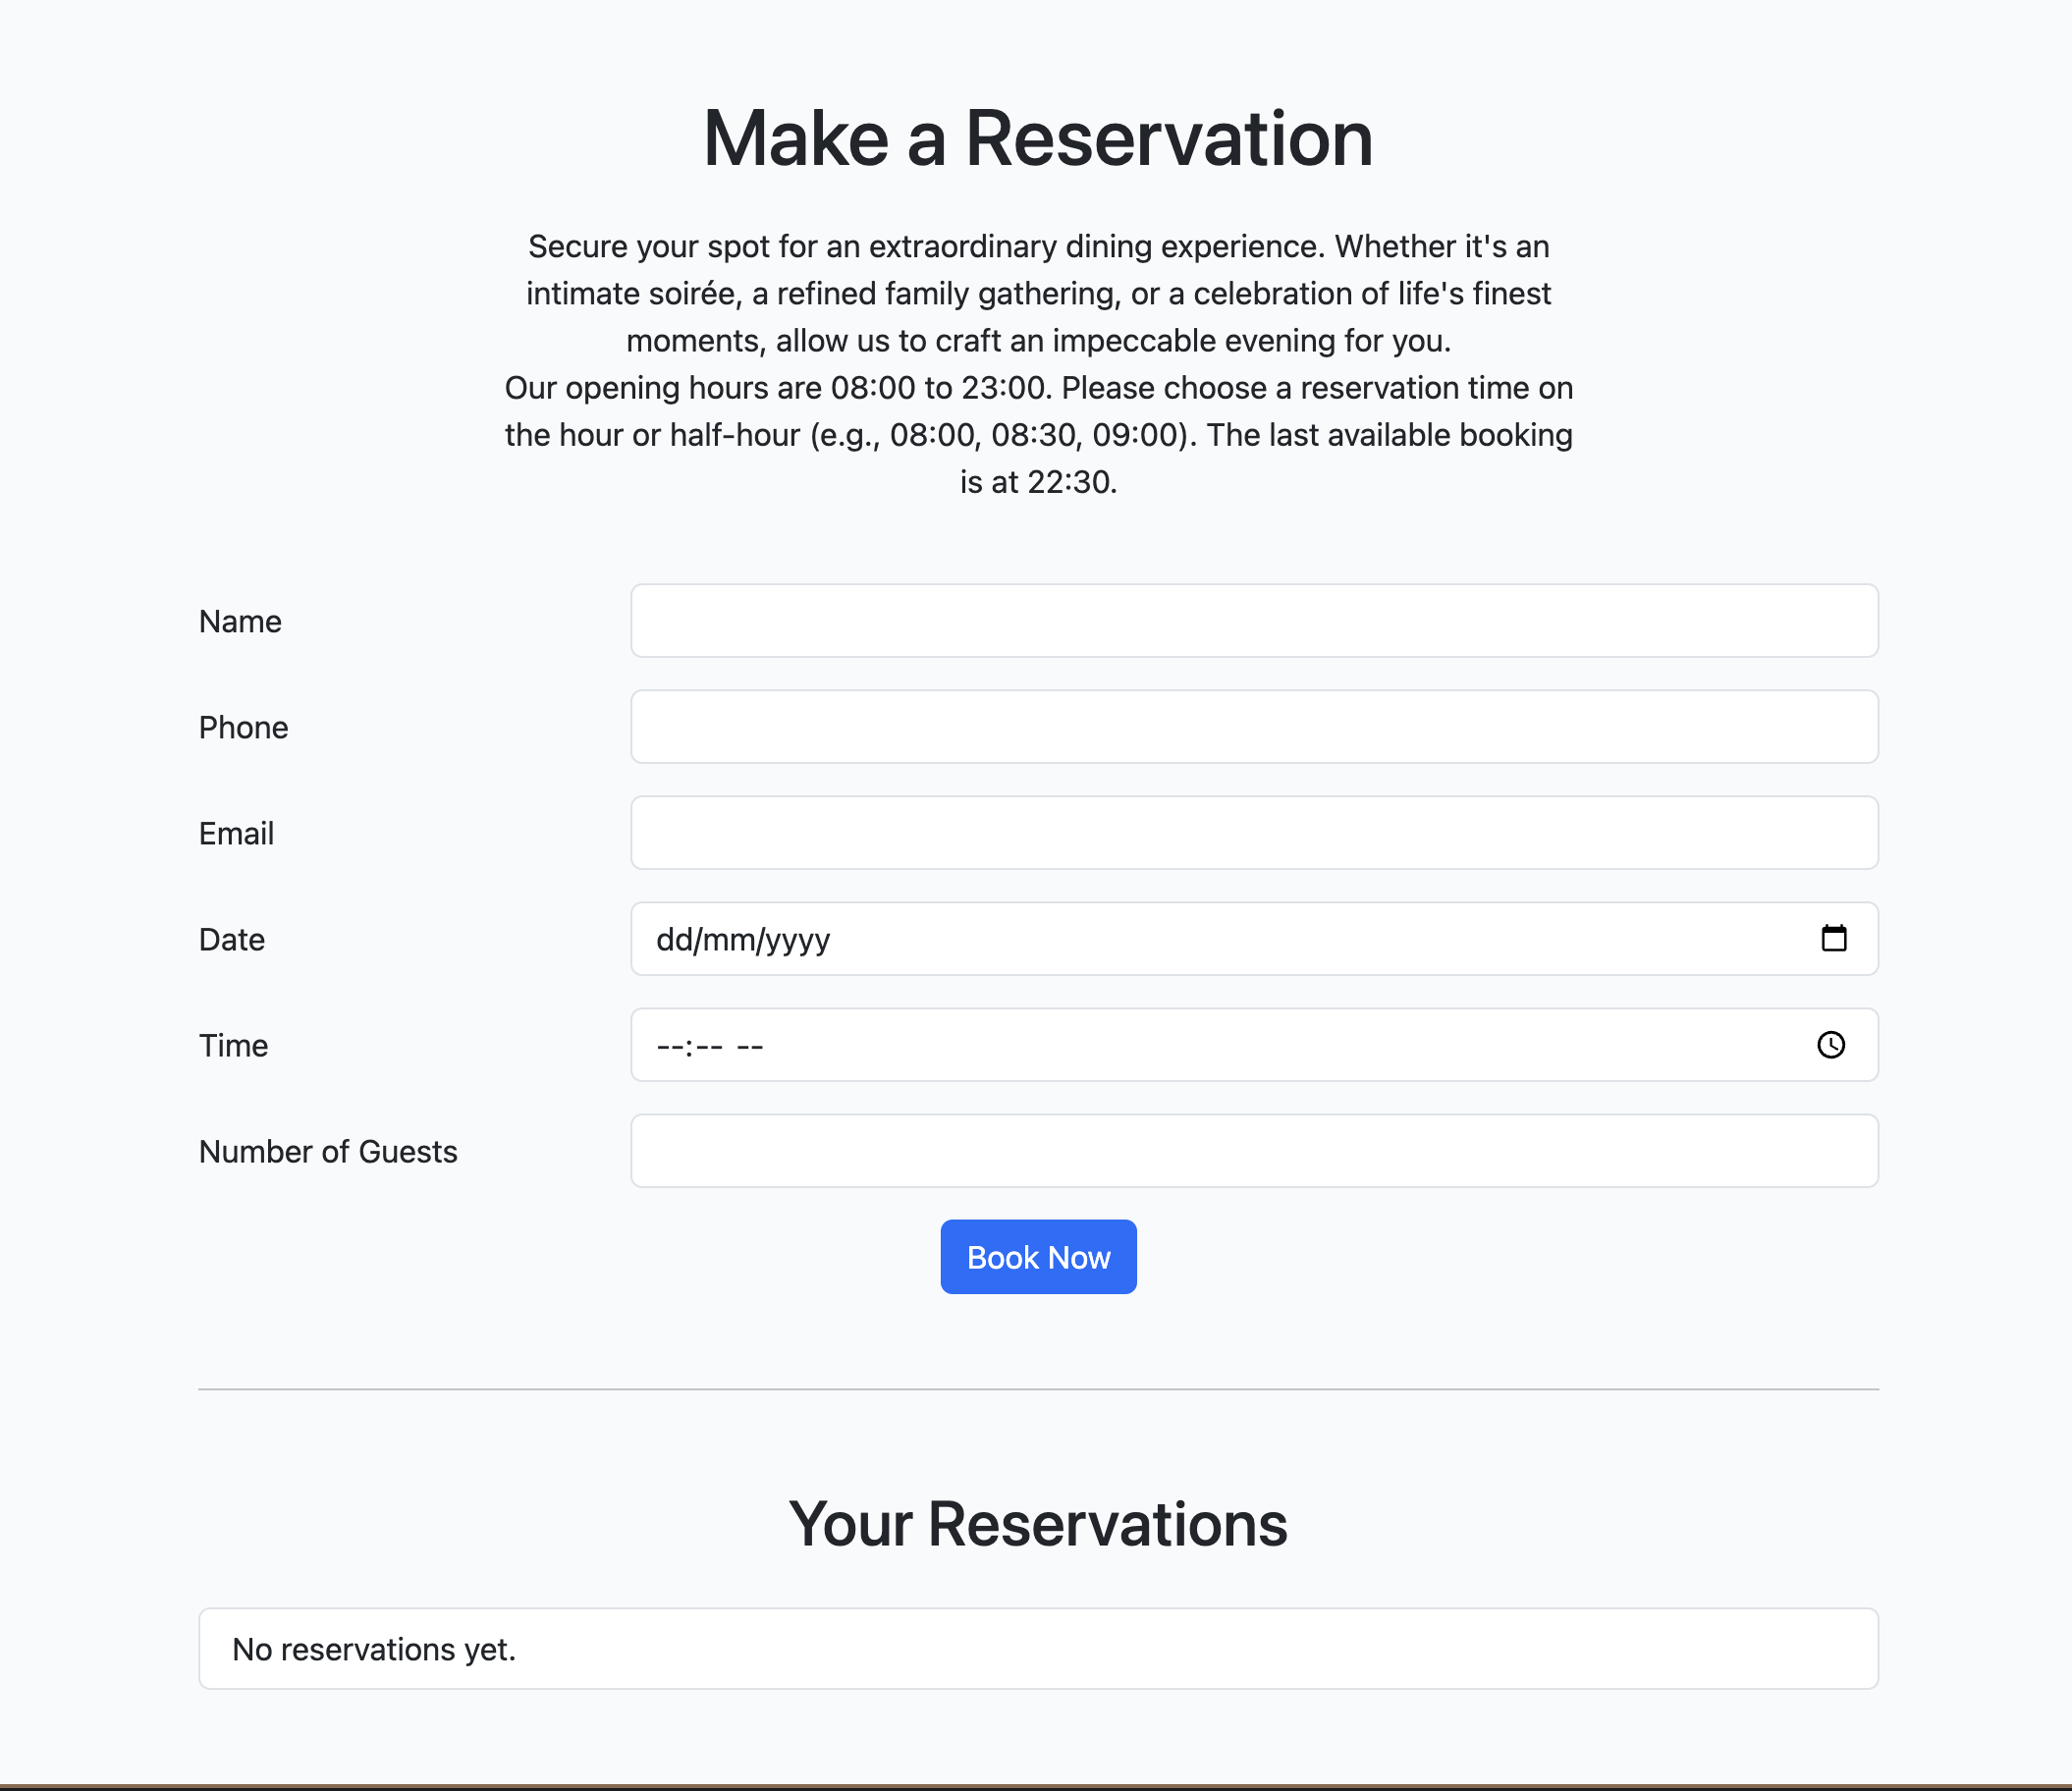 Make a Reservation
Secure your spot for an extraordinary dining experience. Whether it's an
intimate soirée, a refined family gathering, or a celebration of life's finest
moments, allow us to craft an impeccable evening for you.
Our opening hours are 08:00 to 23:00. Please choose a reservation time on
the hour or half-hour (e.g., 08:00, 08:30, 09:00). The last available booking
is at 22:30.
Name
Phone
Email
Date dd/mm/yyyy
Time --:-- --
Number of Guests
Book Now
Your Reservations
No reservations yet.